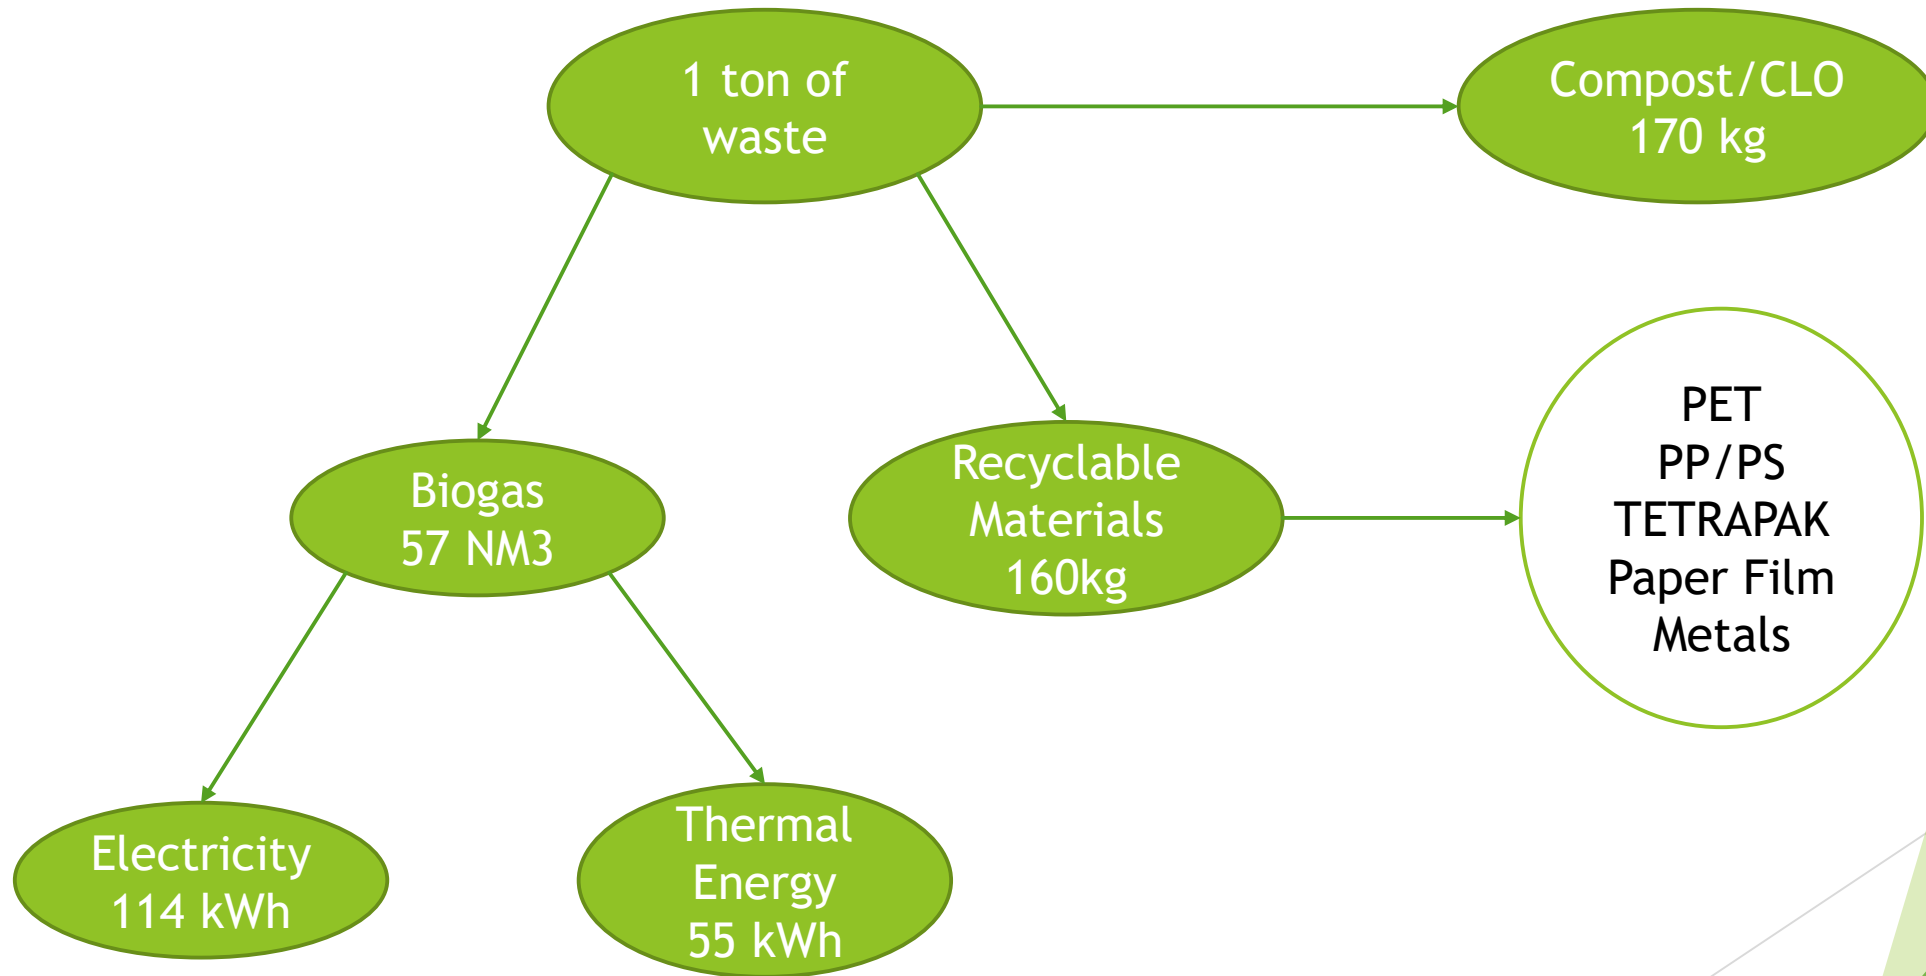 1 ton of
waste
Compost/CLO
170 kg
Biogas
57 NM3
Recyclable
Materials
160kg
PET
PP/PS
TETRAPAK
Paper Film
Metals
Electricity
114 kWh
Thermal
Energy
55 kWh